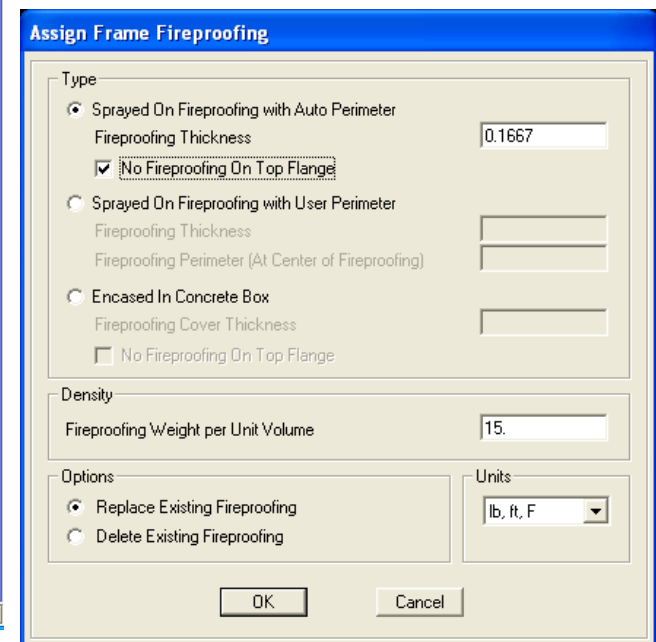 Assign Frame Fireproofing
Type
Sprayed On Fireproofing with Auto Perimeter
Fireproofing Thickness 0.1667
No Fireproofing On Top Flange
Sprayed On Fireproofing with User Perimeter
Fireproofing Thickness
Fireproofing Perimeter (At Center of Fireproofing)
Encased In Concrete Box
Fireproofing Cover Thickness
No Fireproofing On Top Flange
Density
Fireproofing Weight per Unit Volume 15.
Options
Replace Existing Fireproofing
Delete Existing Fireproofing
Units
lb, ft, F
OK Cancel